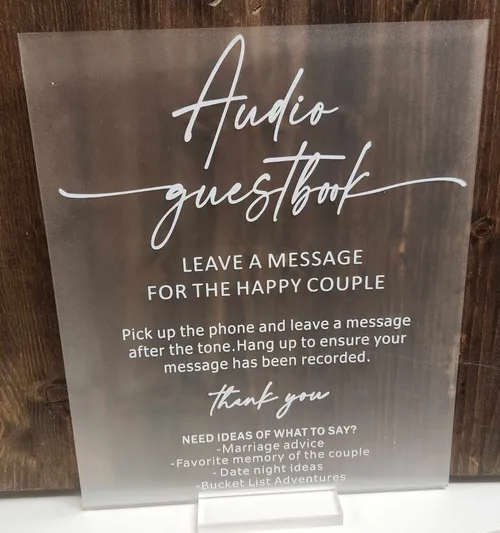 Audio
guestbook
LEAVE A MESSAGE
FOR THE HAPPY COUPLE
Pick up the phone and leave a message
after the tone.Hang up to ensure your
message has been recorded.
thank you
NEED IDEAS OF WHAT TO SAY?
-Marriage advice
-Favorite memory of the couple
- Date night ideas
-Bucket List Adventures